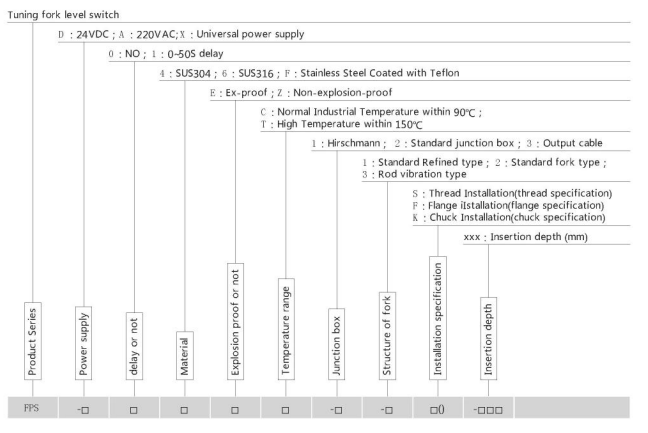 Tuning fork level switch
D : 24VDC ; A : 220VAC; X : Universal power supply
0 : NO ; 1 : 0-50S delay
4 : SUS304 ; 6 : SUS316 ; F : Stainless Steel Coated with Teflon
E : Ex-proof ; Z : Non-explosion-proof
C : Normal Industrial Temperature within 90℃ ;
T : High Temperature within 150℃
1 : Hirschmann ; 2 : Standard junction box ; 3 : Output cable
1 : Standard Refined type ; 2 : Standard fork type ;
3 : Rod vibration type
S : Thread Installation(thread specification)
F : Flange iIstallation(flange specification)
K : Chuck Installation(chuck specification)
xxx : Insertion depth (mm)
Product Series
Power supply
delay or not
Material
Explosion proof or not
Temperature range
Junction box
Structure of fork
Installation specification
Insertion depth
FPS -□ □ □ □ □ -□ -□ □() -□□□